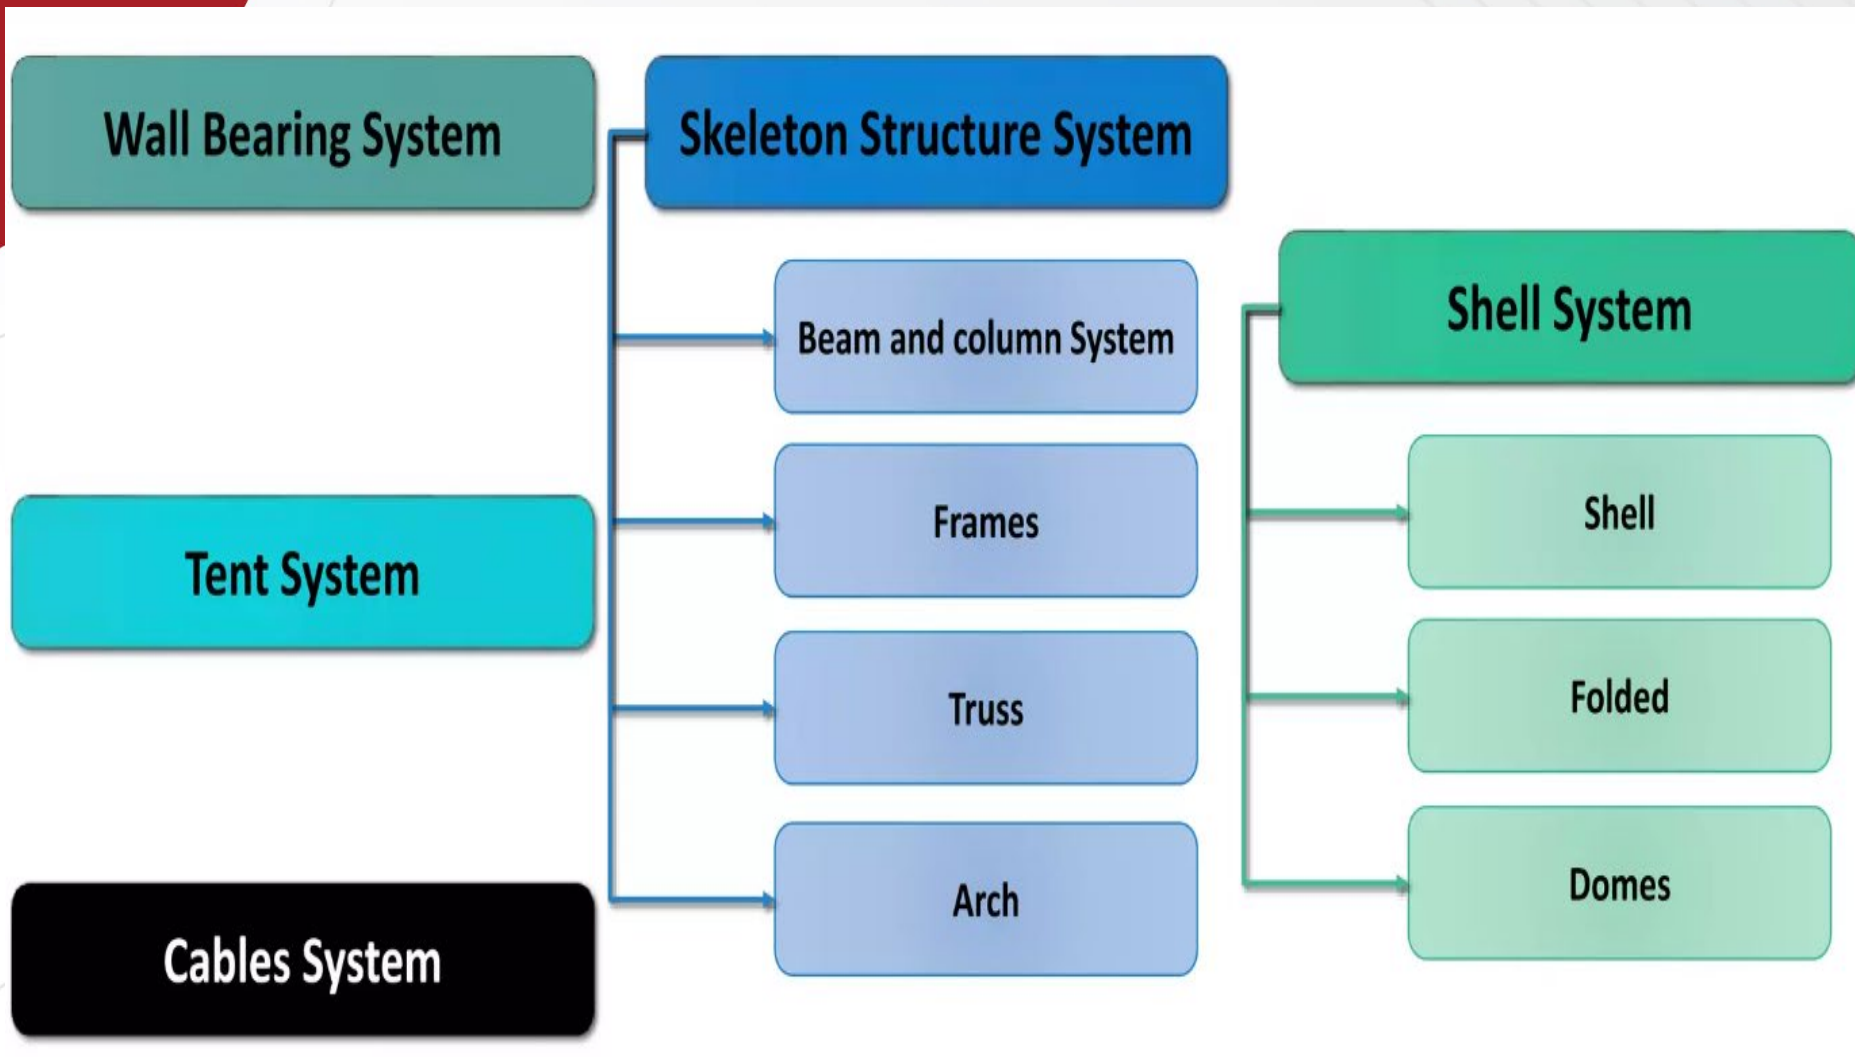 Wall Bearing System
Tent System
Cables System
Skeleton Structure System
Beam and column System
Frames
Truss
Arch
Shell System
Shell
Folded
Domes